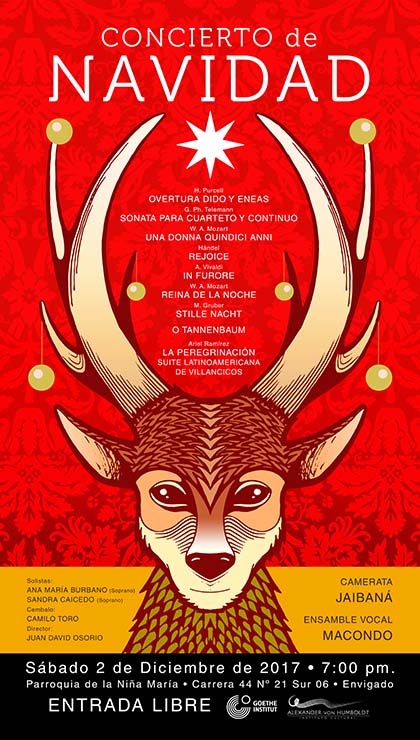 CONCIERTO de
NAVIDAD
H. Purcell
OVERTURA DIDO Y ENEAS
G. Ph. Telemann
SONATA PARA CUARTETO Y CONTINUO
W. A. Mozart
UNA DONNA QUINDICI ANNI
Händel
REJOICE
A. Vivaldi
IN FURORE
W. A. Mozart
REINA DE LA NOCHE
M. Gruber
STILLE NACHT
O TANNENBAUM
Ariel Ramírez
LA PEREGRINACIÓN
SUITE LATINOAMERICANA
DE VILLANCICOS
Solistas:
ANA MARÍA BURBANO (Soprano)
SANDRA CAICEDO (Soprano)
Cembalo:
CAMILO TORO
Director:
JUAN DAVID OSORIO
CAMERATA
JAIBANÁ
ENSAMBLE VOCAL
MACONDO
Sábado 2 de Diciembre de 2017 • 7:00 pm.
Parroquia de la Niña María • Carrera 44 Nº 21 Sur 06 • Envigado
ENTRADA LIBRE
GOETHE
INSTITUT
ALEXANDER VON HUMBOLDT
INSTITUTO CULTURAL